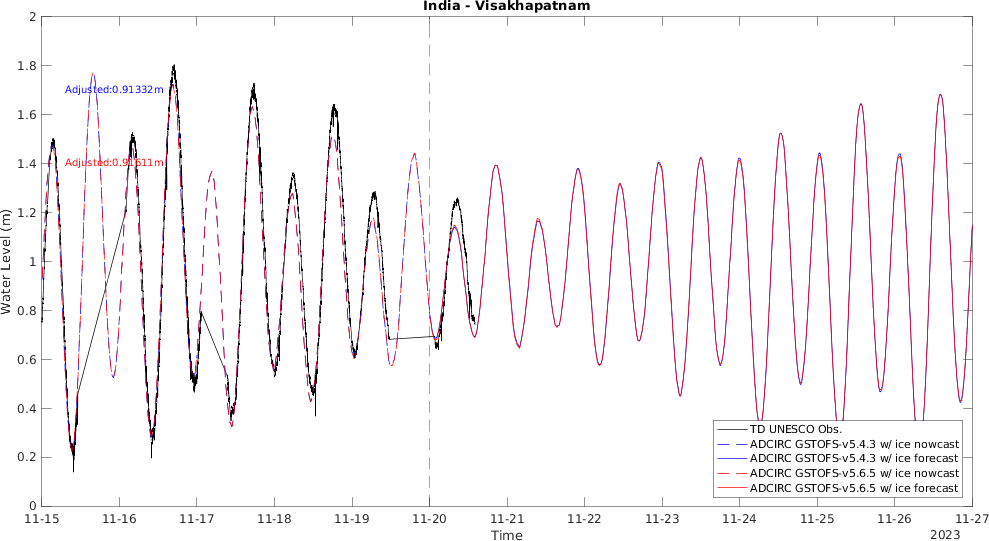 India - Visakhapatnam
2
1.8
1.6
1.4
1.2
1
0.8
0.6
0.4
0.2
0
Water Level (m)
Adjusted:0.91332m
Adjusted:0.91611m
TD UNESCO Obs.
ADCIRC GSTOFS-v5.4.3 w/ ice nowcast
ADCIRC GSTOFS-v5.4.3 w/ ice forecast
ADCIRC GSTOFS-v5.6.5 w/ ice nowcast
ADCIRC GSTOFS-v5.6.5 w/ ice forecast
11-15 11-16 11-17 11-18 11-19 11-20 11-21 11-22 11-23 11-24 11-25 11-26 11-27
Time
2023